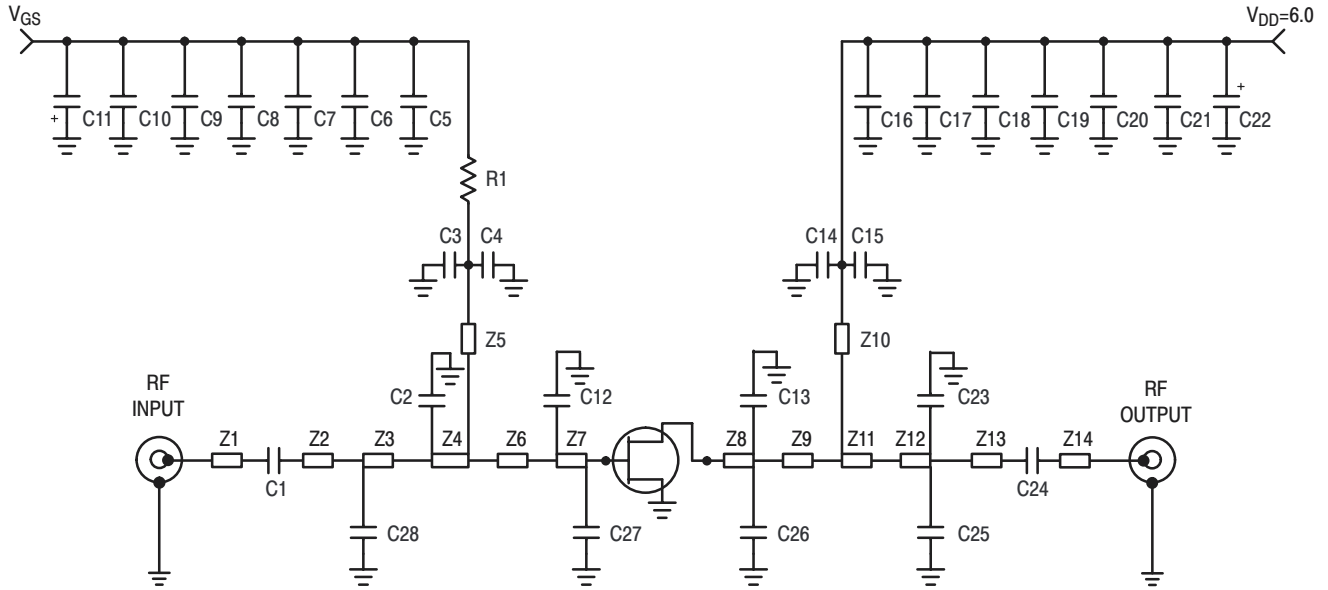 VGS
VDD=6.0
C11
+
C10
C9
C8
C7
C6
C5
C16
C17
C18
C19
C20
C21
+
C22
R1
C3
C4
C14
C15
Z5
Z10
RF
INPUT
C2
C12
C13
C23
RF
OUTPUT
Z1
Z2
Z3
Z4
Z6
Z7
Z8
Z9
Z11
Z12
Z13
Z14
C1
C24
C28
C27
C26
C25